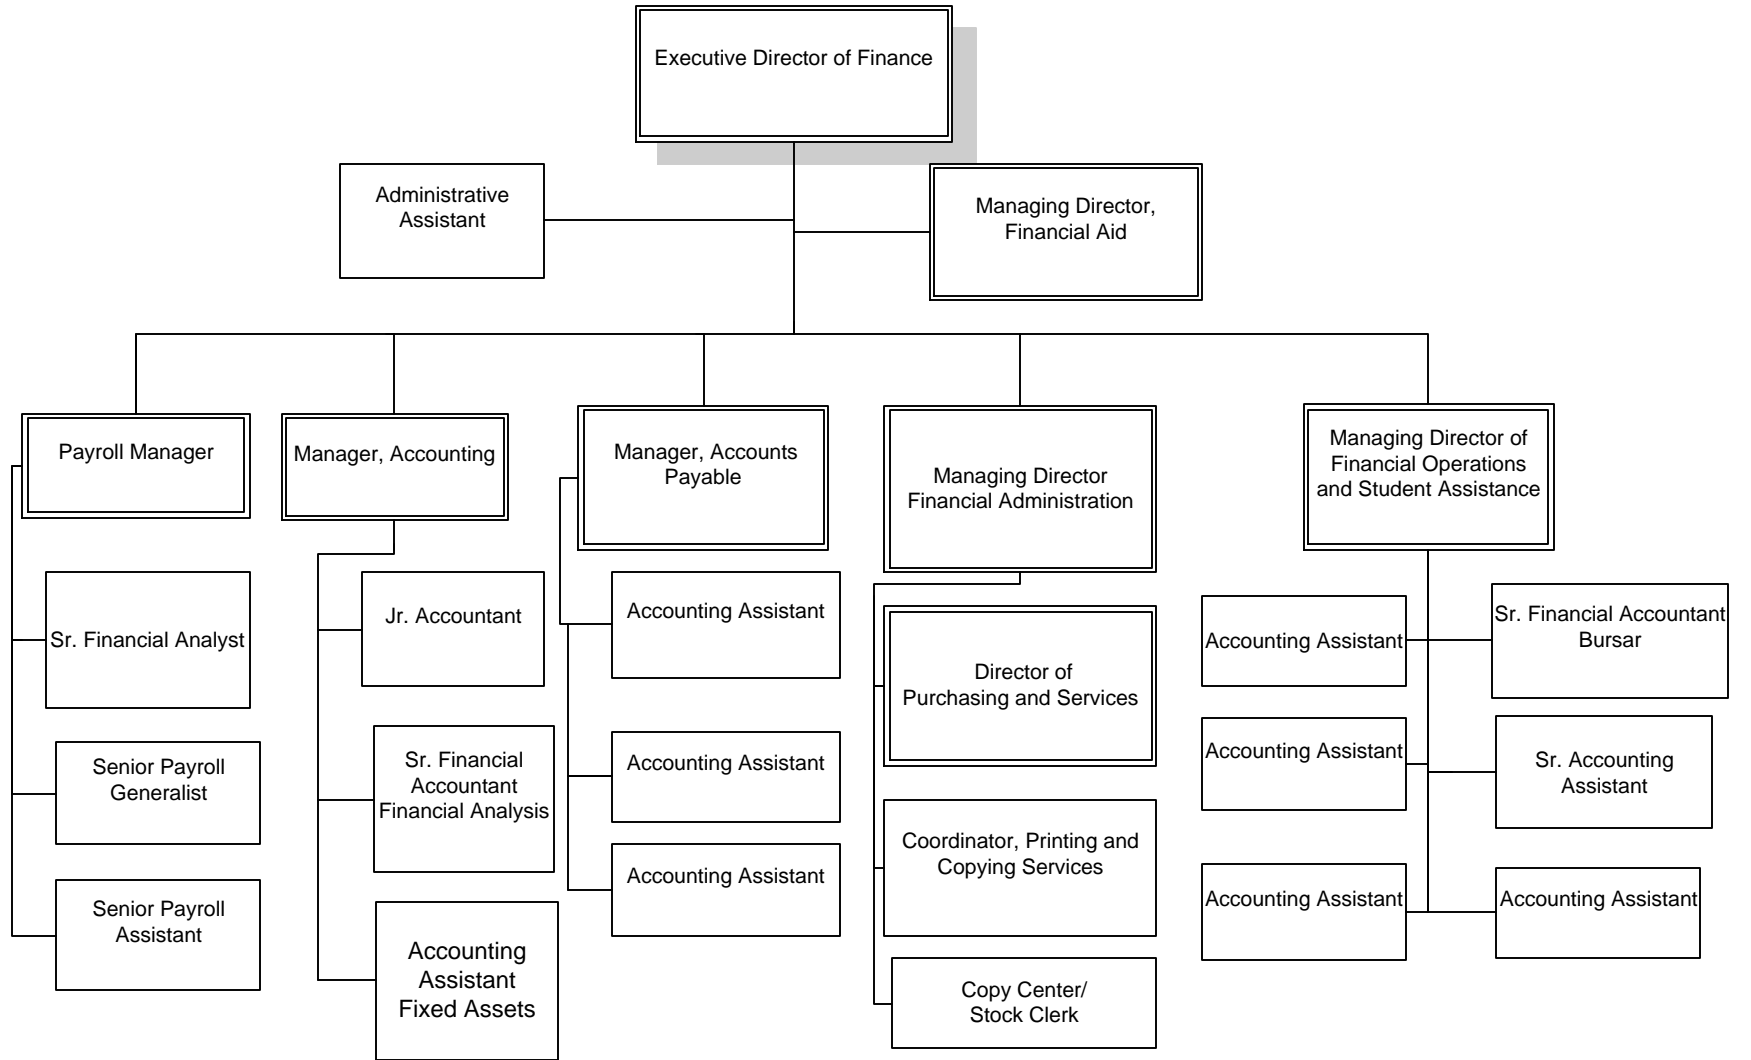 Executive Director of Finance
Administrative
Assistant
Managing Director,
Financial Aid
Payroll Manager
Manager, Accounting
Manager, Accounts
Payable
Managing Director
Financial Administration
Managing Director of
Financial Operations
and Student Assistance
Sr. Financial Analyst
Senior Payroll
Generalist
Senior Payroll
Assistant
Jr. Accountant
Sr. Financial
Accountant
Financial Analysis
Accounting
Assistant
Fixed Assets
Accounting Assistant
Accounting Assistant
Accounting Assistant
Director of
Purchasing and Services
Coordinator, Printing and
Copying Services
Copy Center/
Stock Clerk
Accounting Assistant
Accounting Assistant
Accounting Assistant
Sr. Financial Accountant
Bursar
Sr. Accounting
Assistant
Accounting Assistant